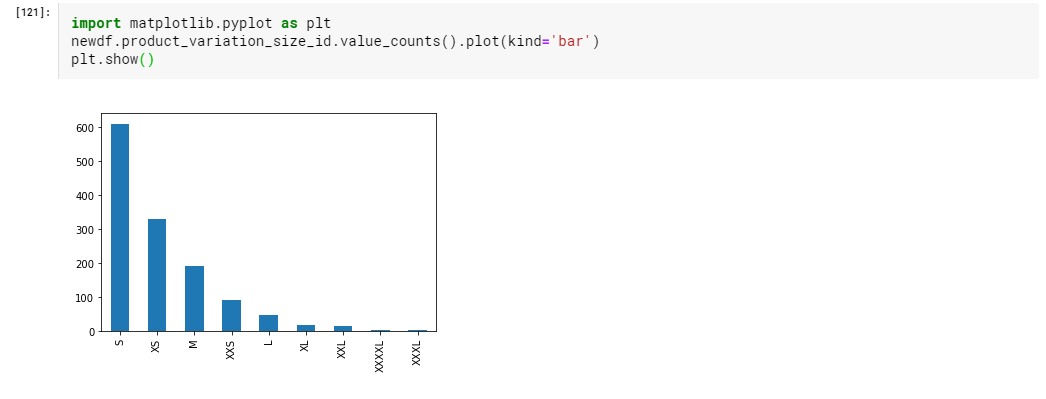 [121]:
import matplotlib.pyplot as plt
newdf.product_variation_size_id.value_counts().plot(kind='bar')
plt.show()
600
500
400
300
200
100
0
S XS M XXS L XL XXL XXXXL XXXL